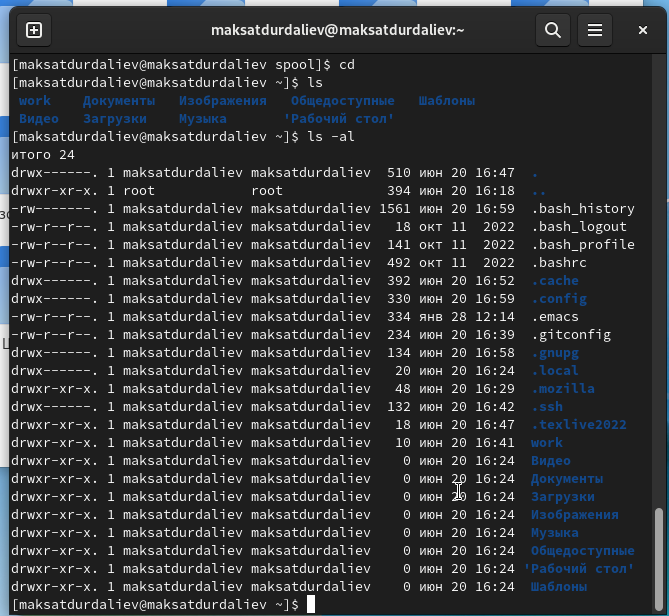 maksatdurdaliev@maksatdurdaliev:~
[maksatdurdaliev@maksatdurdaliev spool]$ cd
[maksatdurdaliev@maksatdurdaliev ~]$ ls
work Документы Изображения Общедоступные Шаблоны
Видео Загрузки Музыка 'Рабочий стол'
[maksatdurdaliev@maksatdurdaliev ~]$ ls -al
итого 24
drwx------. 1 maksatdurdaliev maksatdurdaliev 510 июн 20 16:47 .
drwxr-xr-x. 1 root root 394 июн 20 16:18 ..
-rw-------. 1 maksatdurdaliev maksatdurdaliev 1561 июн 20 16:59 .bash_history
-rw-r--r--. 1 maksatdurdaliev maksatdurdaliev 18 окт 11 2022 .bash_logout
-rw-r--r--. 1 maksatdurdaliev maksatdurdaliev 141 окт 11 2022 .bash_profile
-rw-r--r--. 1 maksatdurdaliev maksatdurdaliev 492 окт 11 2022 .bashrc
drwx------. 1 maksatdurdaliev maksatdurdaliev 392 июн 20 16:52 .cache
drwx------. 1 maksatdurdaliev maksatdurdaliev 330 июн 20 16:59 .config
-rw-r--r--. 1 maksatdurdaliev maksatdurdaliev 334 янв 28 12:14 .emacs
-rw-r--r--. 1 maksatdurdaliev maksatdurdaliev 234 июн 20 16:39 .gitconfig
drwx------. 1 maksatdurdaliev maksatdurdaliev 134 июн 20 16:58 .gnupg
drwx------. 1 maksatdurdaliev maksatdurdaliev 20 июн 20 16:24 .local
drwxr-xr-x. 1 maksatdurdaliev maksatdurdaliev 48 июн 20 16:29 .mozilla
drwx------. 1 maksatdurdaliev maksatdurdaliev 132 июн 20 16:42 .ssh
drwxr-xr-x. 1 maksatdurdaliev maksatdurdaliev 18 июн 20 16:47 .texlive2022
drwxr-xr-x. 1 maksatdurdaliev maksatdurdaliev 10 июн 20 16:41 work
drwxr-xr-x. 1 maksatdurdaliev maksatdurdaliev 0 июн 20 16:24 Видео
drwxr-xr-x. 1 maksatdurdaliev maksatdurdaliev 0 июн 20 16:24 Документы
drwxr-xr-x. 1 maksatdurdaliev maksatdurdaliev 0 июн 20 16:24 Загрузки
drwxr-xr-x. 1 maksatdurdaliev maksatdurdaliev 0 июн 20 16:24 Изображения
drwxr-xr-x. 1 maksatdurdaliev maksatdurdaliev 0 июн 20 16:24 Музыка
drwxr-xr-x. 1 maksatdurdaliev maksatdurdaliev 0 июн 20 16:24 Общедоступные
drwxr-xr-x. 1 maksatdurdaliev maksatdurdaliev 0 июн 20 16:24 'Рабочий стол'
drwxr-xr-x. 1 maksatdurdaliev maksatdurdaliev 0 июн 20 16:24 Шаблоны
[maksatdurdaliev@maksatdurdaliev ~]$